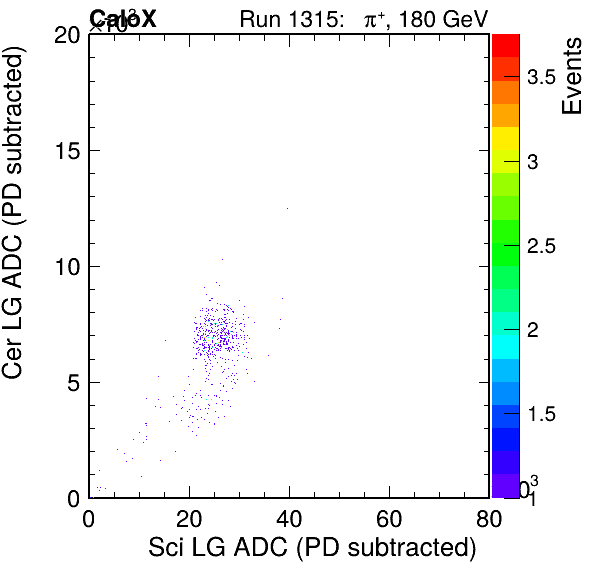 CaloX Run 1315: π⁺, 180 GeV
×10³
Cer LG ADC (PD subtracted)
20
15
10
5
0
0 20 40 60 80
Sci LG ADC (PD subtracted)
Events
3.5
3
2.5
2
1.5
1